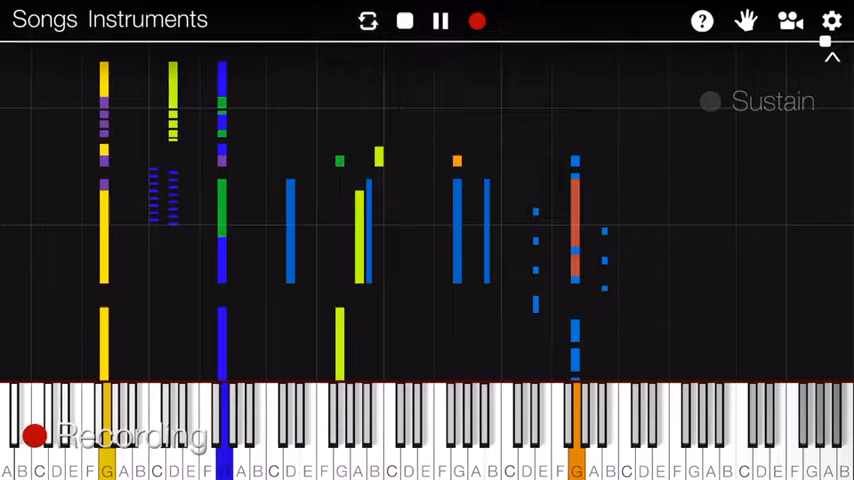 Songs Instruments
?
Sustain
Recording
A B C D E F G A B C D E F G A B C D E F G A B C D E F G A B C D E F G A B C D E F G A B C D E F G A B C